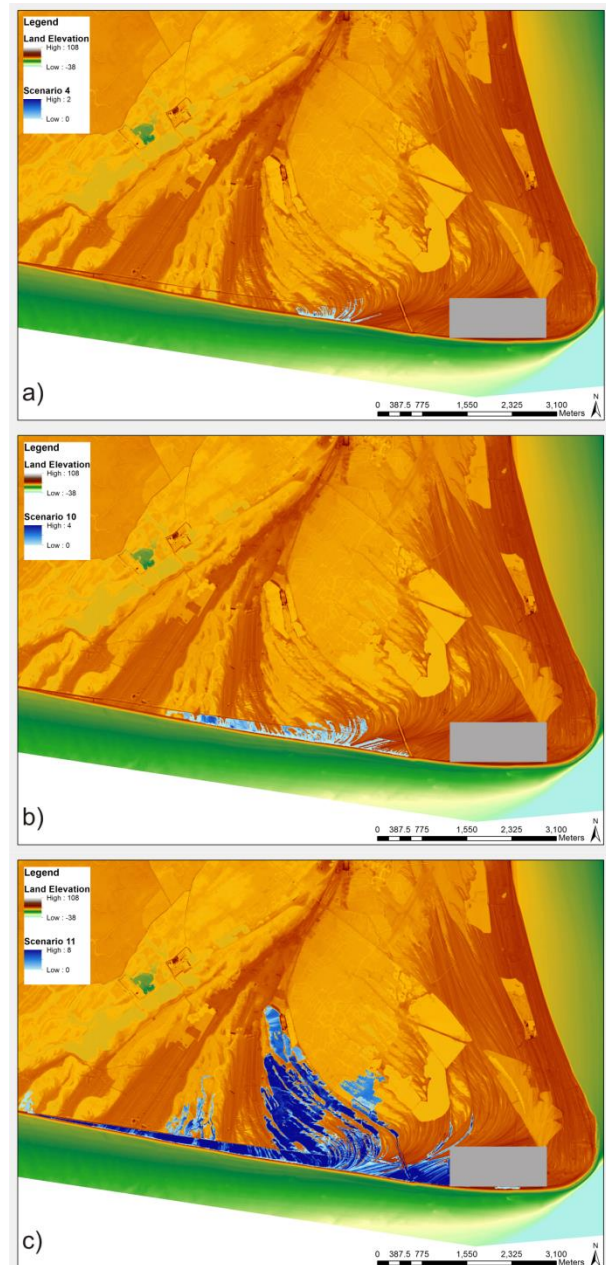 Legend
Land Elevation
High : 108
Low : -38
Scenario 4
High : 2
Low : 0
a)
N
0 387.5 775 1,550 2,325 3,100
Meters
Legend
Land Elevation
High : 108
Low : -38
Scenario 10
High : 4
Low : 0
b)
N
0 387.5 775 1,550 2,325 3,100
Meters
Legend
Land Elevation
High : 108
Low : -38
Scenario 11
High : 8
Low : 0
c)
N
0 387.5 775 1,550 2,325 3,100
Meters